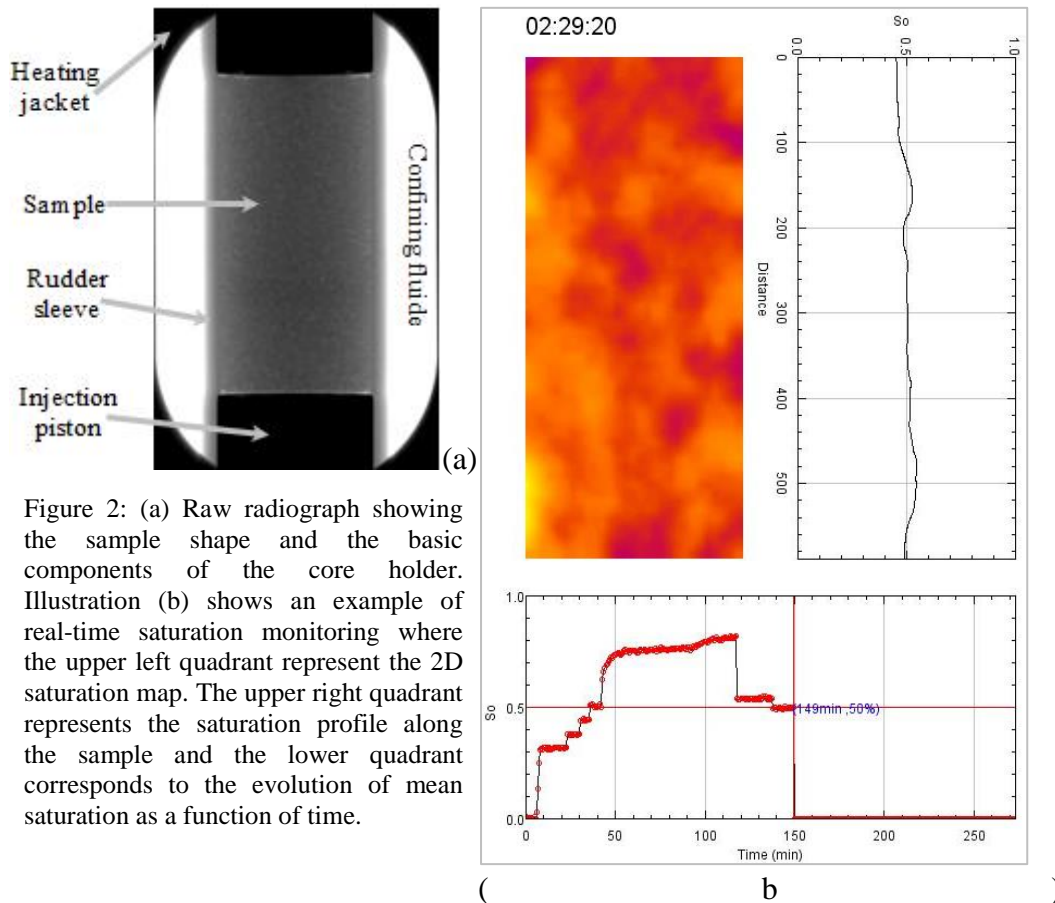 Heating
jacket
Sample
Rudder
sleeve
Injection
piston
Confining fluide
(a)
Figure 2: (a) Raw radiograph showing
the sample shape and the basic
components of the core holder.
Illustration (b) shows an example of
real-time saturation monitoring where
the upper left quadrant represent the 2D
saturation map. The upper right quadrant
represents the saturation profile along
the sample and the lower quadrant
corresponds to the evolution of mean
saturation as a function of time.
02:29:20
So
0.0 0.5 1.0
0
100
200
300
400
500
Distance
1.0
0.5
0.0
So
(149min ,50%)
0 50 100 150 200 250
Time (min)
( b )